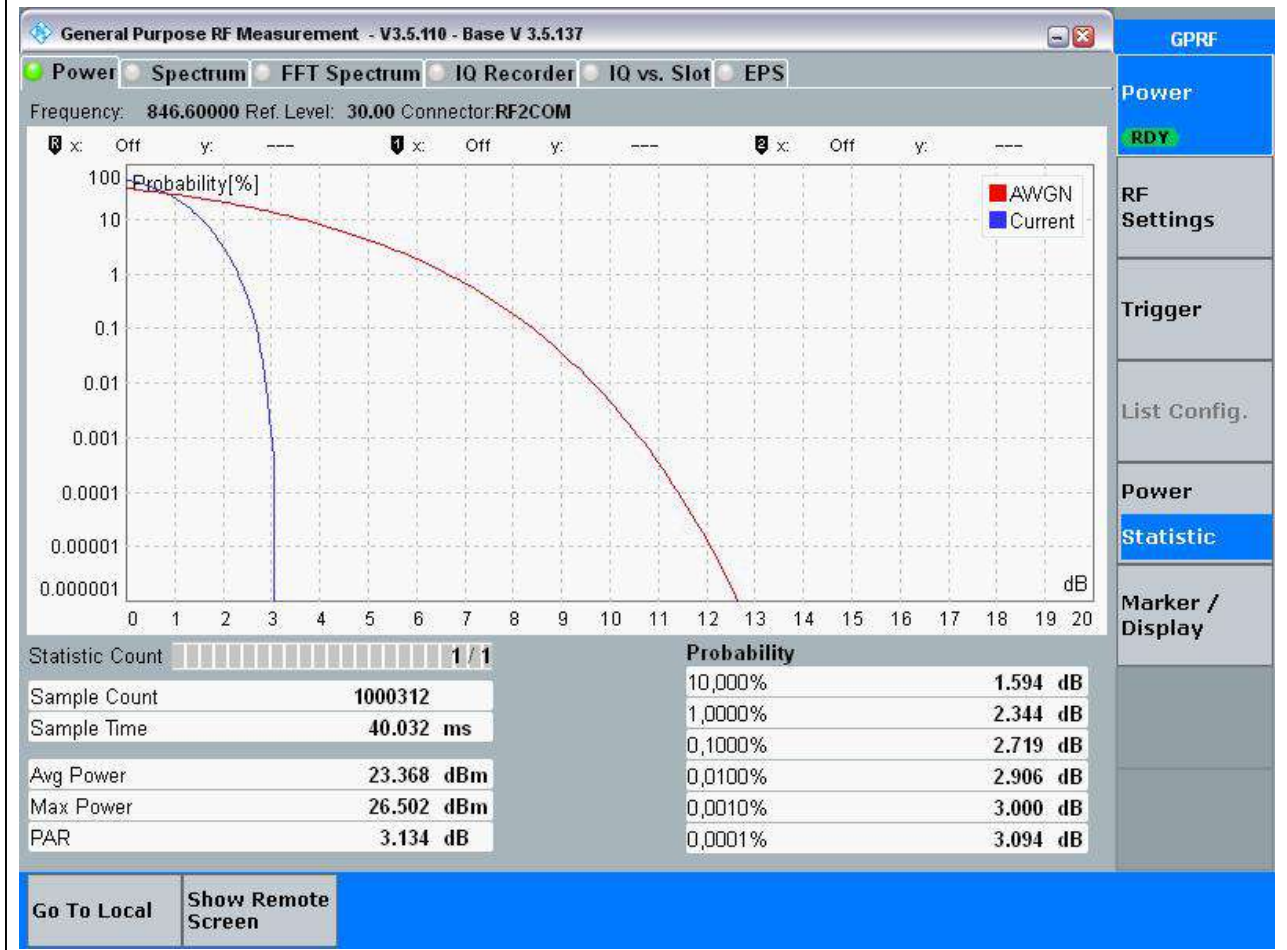 General Purpose RF Measurement - V3.5.110 - Base V 3.5.137
GPRF
Power Spectrum FFT Spectrum IQ Recorder IQ vs. Slot EPS
Frequency: 846.60000 Ref. Level: 30.00 Connector:RF2COM
R x: Off y: --- 1 x: Off y: --- 2 x: Off y: ---
Probability[%]
AWGN
Current
100
10
1
0.1
0.01
0.001
0.0001
0.00001
0.000001
dB
0 1 2 3 4 5 6 7 8 9 10 11 12 13 14 15 16 17 18 19 20
Statistic Count 1 / 1
Sample Count 1000312
Sample Time 40.032 ms
Avg Power 23.368 dBm
Max Power 26.502 dBm
PAR 3.134 dB
Probability
10,000% 1.594 dB
1,0000% 2.344 dB
0,1000% 2.719 dB
0,0100% 2.906 dB
0,0010% 3.000 dB
0,0001% 3.094 dB
Power
RDY
RF
Settings
Trigger
List Config.
Power
Statistic
Marker /
Display
Go To Local
Show Remote
Screen